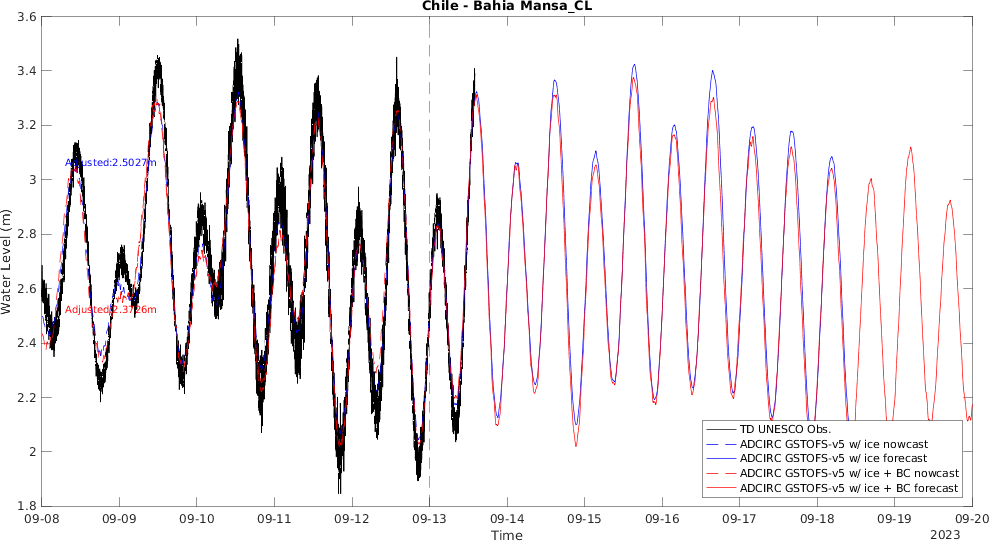 Chile - Bahia Mansa_CL
3.6
3.4
3.2
3
2.8
2.6
2.4
2.2
2
1.8
Water Level (m)
Adjusted:2.5027m
Adjusted:2.3726m
TD UNESCO Obs.
ADCIRC GSTOFS-v5 w/ ice nowcast
ADCIRC GSTOFS-v5 w/ ice forecast
ADCIRC GSTOFS-v5 w/ ice + BC nowcast
ADCIRC GSTOFS-v5 w/ ice + BC forecast
09-08 09-09 09-10 09-11 09-12 09-13 09-14 09-15 09-16 09-17 09-18 09-19 09-20
Time
2023